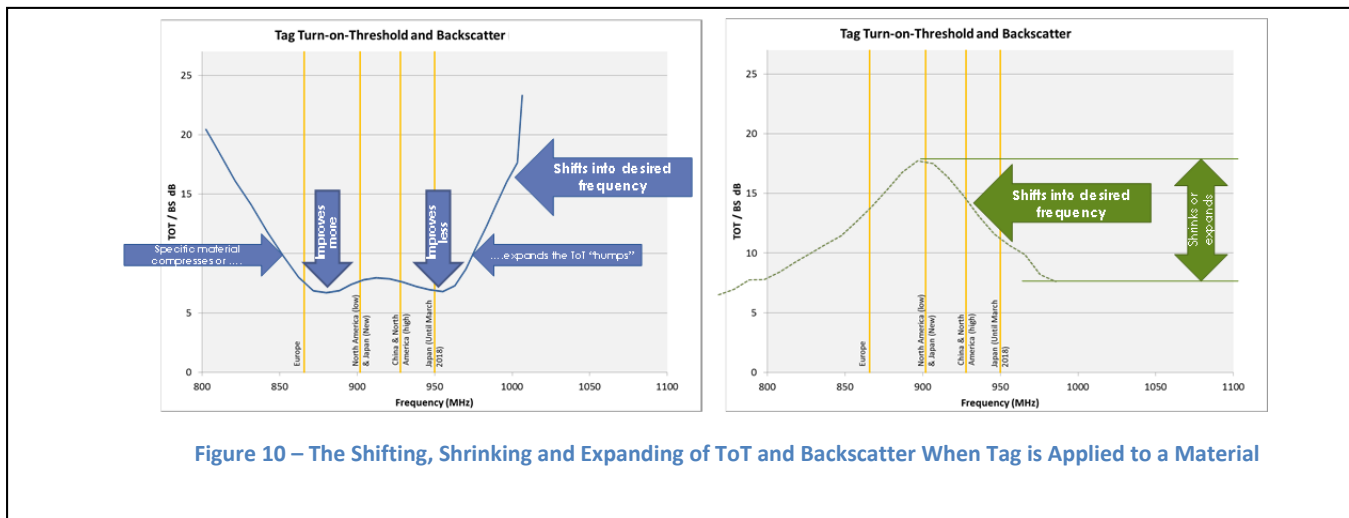 Tag Turn-on-Threshold and Backscatter
TOT / BS dB
25
20
15
10
5
0
Shifts into desired
frequency
Improves
more
Improves
less
Specific material
compresses or ....
....expands the ToT "humps"
Europe
North America (low)
& Japan (New)
China & North
America (high)
Japan (Until March
2018)
800
850
900
950
1000
1050
1100
Frequency (MHz)
Tag Turn-on-Threshold and Backscatter
TOT / BS dB
25
20
15
10
5
0
Shifts into desired
frequency
Shrinks or
expands
Europe
North America (low)
& Japan (New)
China & North
America (high)
Japan (Until March
2018)
800
850
900
950
1000
1050
1100
Frequency (MHz)
Figure 10 – The Shifting, Shrinking and Expanding of ToT and Backscatter When Tag is Applied to a Material